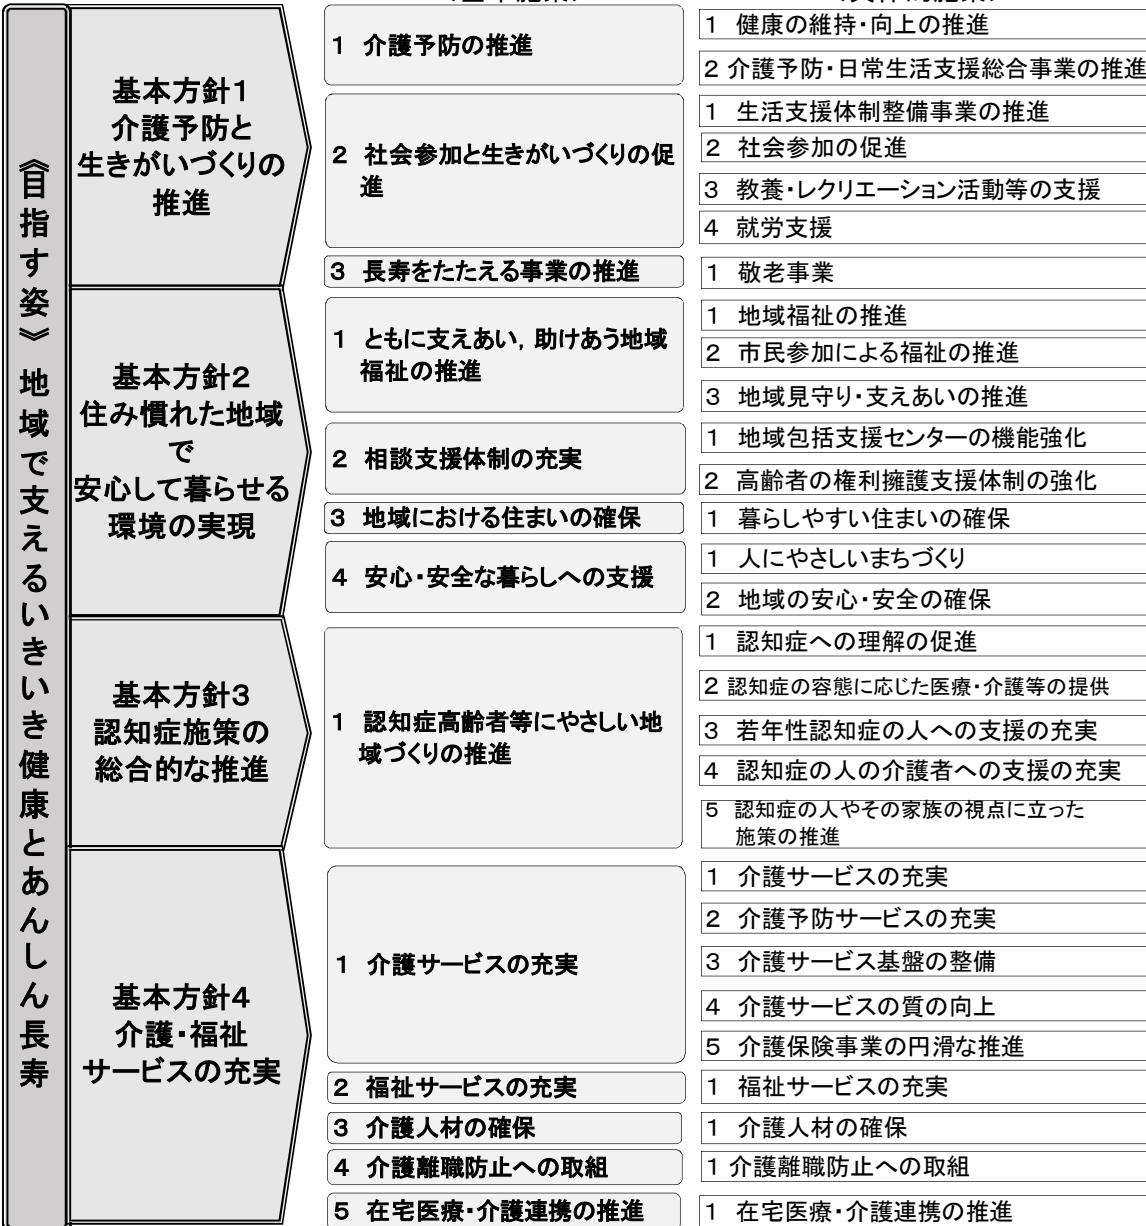 《目指す姿》地域で支えるいきいき健康とあんしん長寿
基本方針1
介護予防と
生きがいづくりの
推進
1 介護予防の推進
1 健康の維持・向上の推進
2 介護予防・日常生活支援総合事業の推進
2 社会参加と生きがいづくりの促
進
1 生活支援体制整備事業の推進
2 社会参加の促進
3 教養・レクリエーション活動等の支援
4 就労支援
3 長寿をたたえる事業の推進
1 敬老事業
基本方針2
住み慣れた地域
で
安心して暮らせる
環境の実現
1 ともに支えあい，助けあう地域
福祉の推進
1 地域福祉の推進
2 市民参加による福祉の推進
3 地域見守り・支えあいの推進
2 相談支援体制の充実
1 地域包括支援センターの機能強化
2 高齢者の権利擁護支援体制の強化
3 地域における住まいの確保
1 暮らしやすい住まいの確保
4 安心・安全な暮らしへの支援
1 人にやさしいまちづくり
2 地域の安心・安全の確保
基本方針3
認知症施策の
総合的な推進
1 認知症高齢者等にやさしい地
域づくりの推進
1 認知症への理解の促進
2 認知症の容態に応じた医療・介護等の提供
3 若年性認知症の人への支援の充実
4 認知症の人の介護者への支援の充実
5 認知症の人やその家族の視点に立った
施策の推進
基本方針4
介護・福祉
サービスの充実
1 介護サービスの充実
1 介護サービスの充実
2 介護予防サービスの充実
3 介護サービス基盤の整備
4 介護サービスの質の向上
5 介護保険事業の円滑な推進
2 福祉サービスの充実
1 福祉サービスの充実
3 介護人材の確保
1 介護人材の確保
4 介護離職防止への取組
1 介護離職防止への取組
5 在宅医療・介護連携の推進
1 在宅医療・介護連携の推進